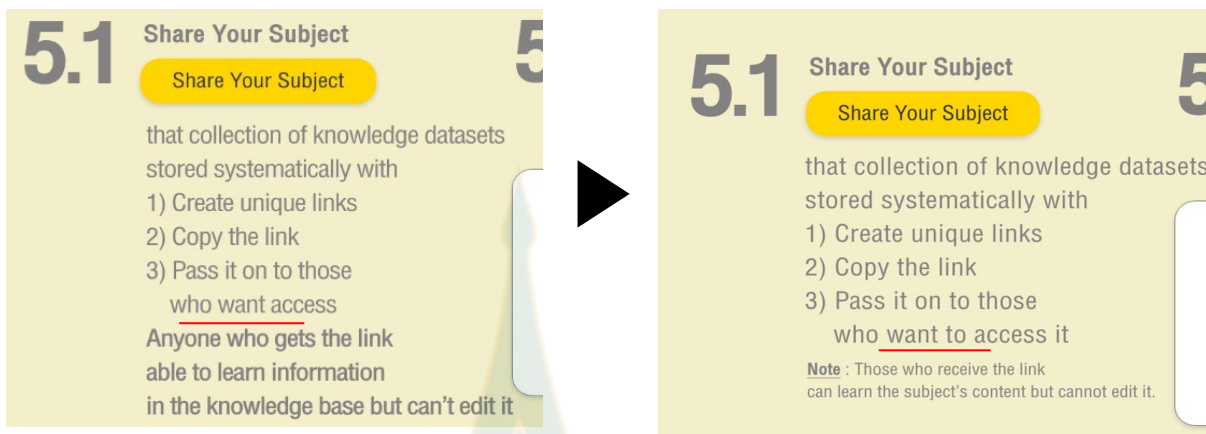 5.1
Share Your Subject
Share Your Subject
that collection of knowledge datasets
stored systematically with
1) Create unique links
2) Copy the link
3) Pass it on to those
who want access
Anyone who gets the link
able to learn information
in the knowledge base but can't edit it
5
5.1
Share Your Subject
Share Your Subject
that collection of knowledge datasets
stored systematically with
1) Create unique links
2) Copy the link
3) Pass it on to those
who want to access it
Note : Those who receive the link
can learn the subject's content but cannot edit it.
5